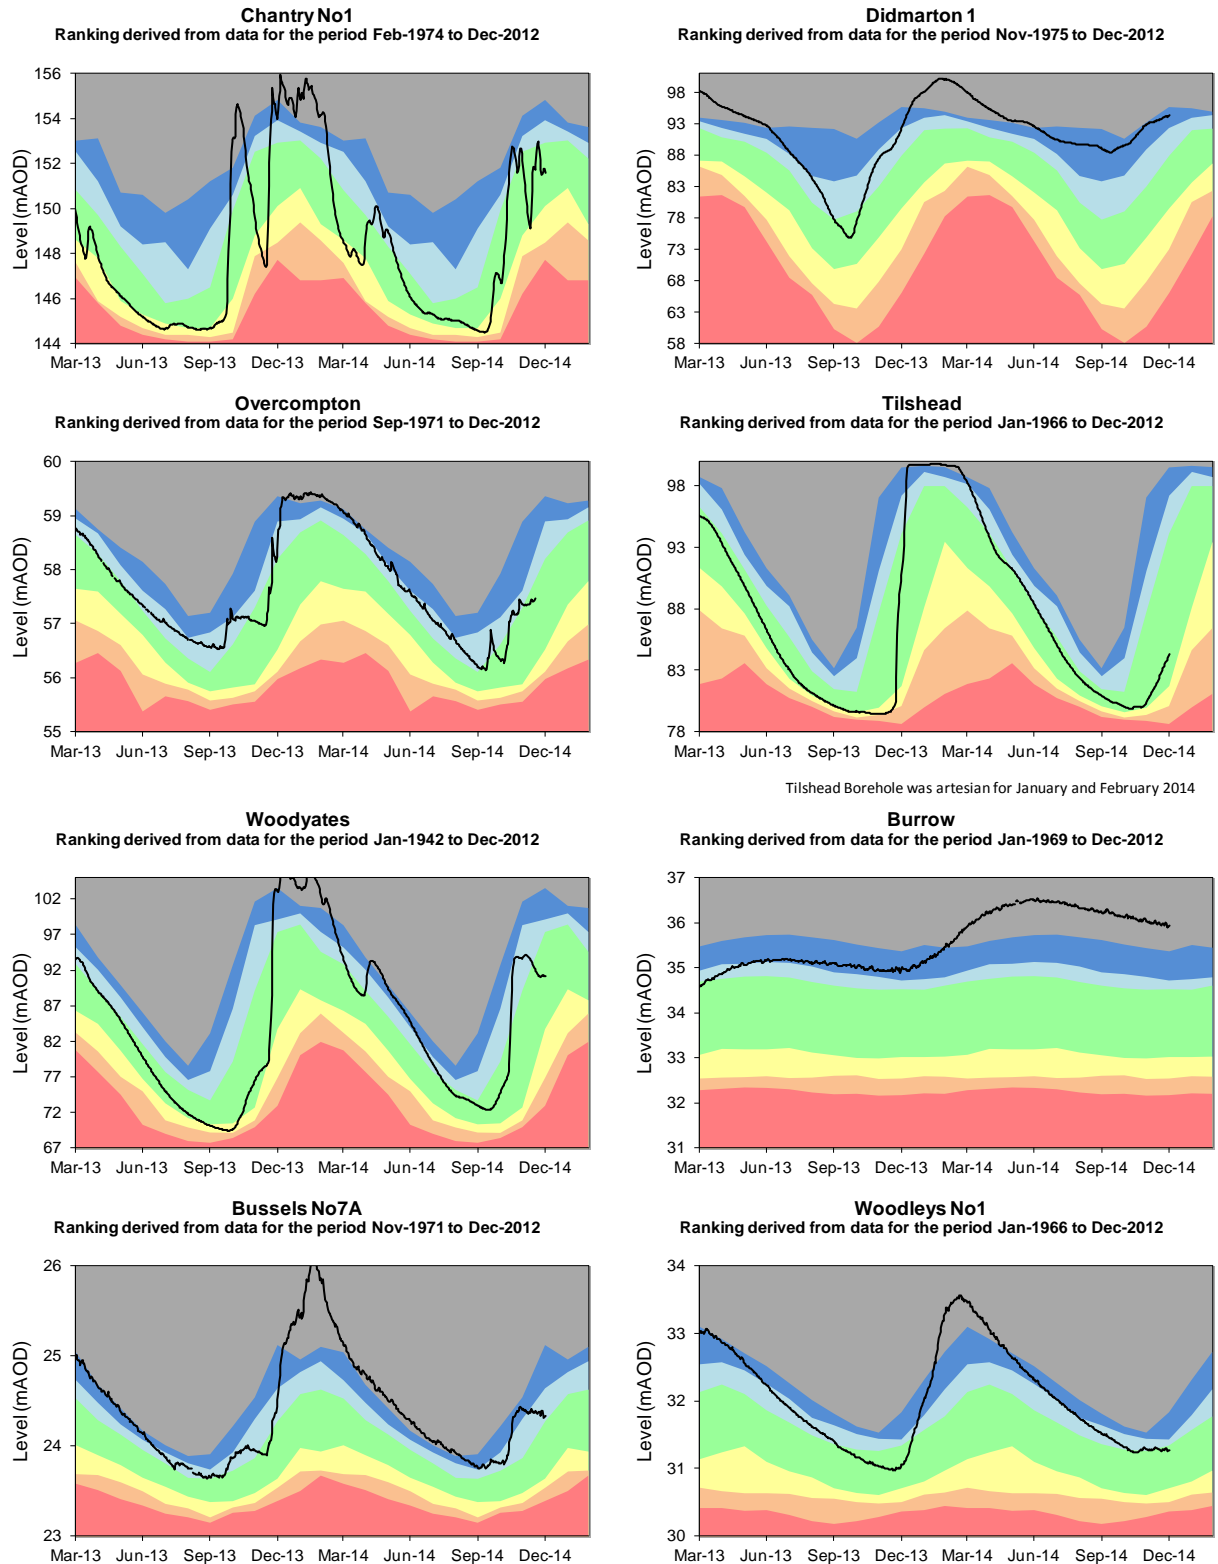 Chantry No1
Ranking derived from data for the period Feb-1974 to Dec-2012
Level (mAOD)
156
154
152
150
148
146
144
Mar-13 Jun-13 Sep-13 Dec-13 Mar-14 Jun-14 Sep-14 Dec-14
Didmarton 1
Ranking derived from data for the period Nov-1975 to Dec-2012
Level (mAOD)
98
93
88
83
78
73
68
63
58
Mar-13 Jun-13 Sep-13 Dec-13 Mar-14 Jun-14 Sep-14 Dec-14
Overcompton
Ranking derived from data for the period Sep-1971 to Dec-2012
Level (mAOD)
60
59
58
57
56
55
Mar-13 Jun-13 Sep-13 Dec-13 Mar-14 Jun-14 Sep-14 Dec-14
Tilshead
Ranking derived from data for the period Jan-1966 to Dec-2012
Level (mAOD)
98
93
88
83
78
Mar-13 Jun-13 Sep-13 Dec-13 Mar-14 Jun-14 Sep-14 Dec-14
Tilshead Borehole was artesian for January and February 2014
Woodyates
Ranking derived from data for the period Jan-1942 to Dec-2012
Level (mAOD)
102
97
92
87
82
77
72
67
Mar-13 Jun-13 Sep-13 Dec-13 Mar-14 Jun-14 Sep-14 Dec-14
Burrow
Ranking derived from data for the period Jan-1969 to Dec-2012
Level (mAOD)
37
36
35
34
33
32
31
Mar-13 Jun-13 Sep-13 Dec-13 Mar-14 Jun-14 Sep-14 Dec-14
Bussels No7A
Ranking derived from data for the period Nov-1971 to Dec-2012
Level (mAOD)
26
25
24
23
Mar-13 Jun-13 Sep-13 Dec-13 Mar-14 Jun-14 Sep-14 Dec-14
Woodleys No1
Ranking derived from data for the period Jan-1966 to Dec-2012
Level (mAOD)
34
33
32
31
30
Mar-13 Jun-13 Sep-13 Dec-13 Mar-14 Jun-14 Sep-14 Dec-14